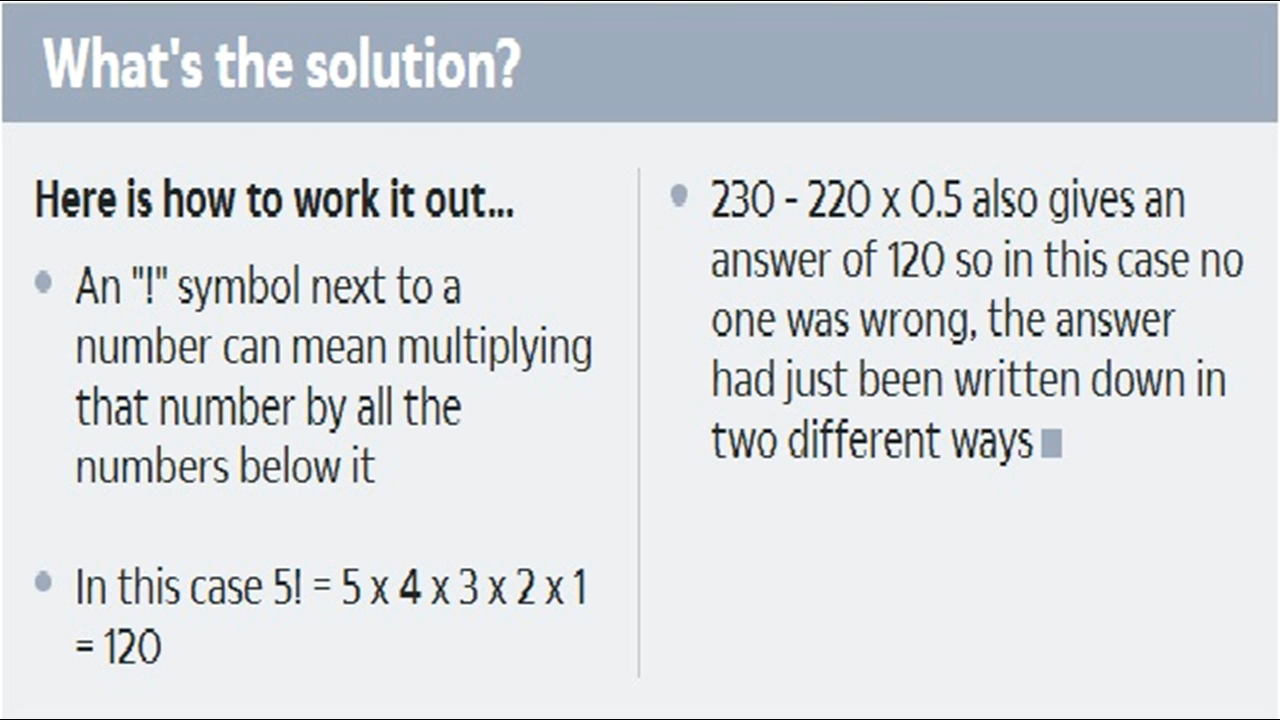 What's the solution?
Here is how to work it out...
An "!" symbol next to a
number can mean multiplying
that number by all the
numbers below it
In this case 5! = 5 x 4 x 3 x 2 x 1
= 120
230 - 220 x 0.5 also gives an
answer of 120 so in this case no
one was wrong, the answer
had just been written down in
two different ways